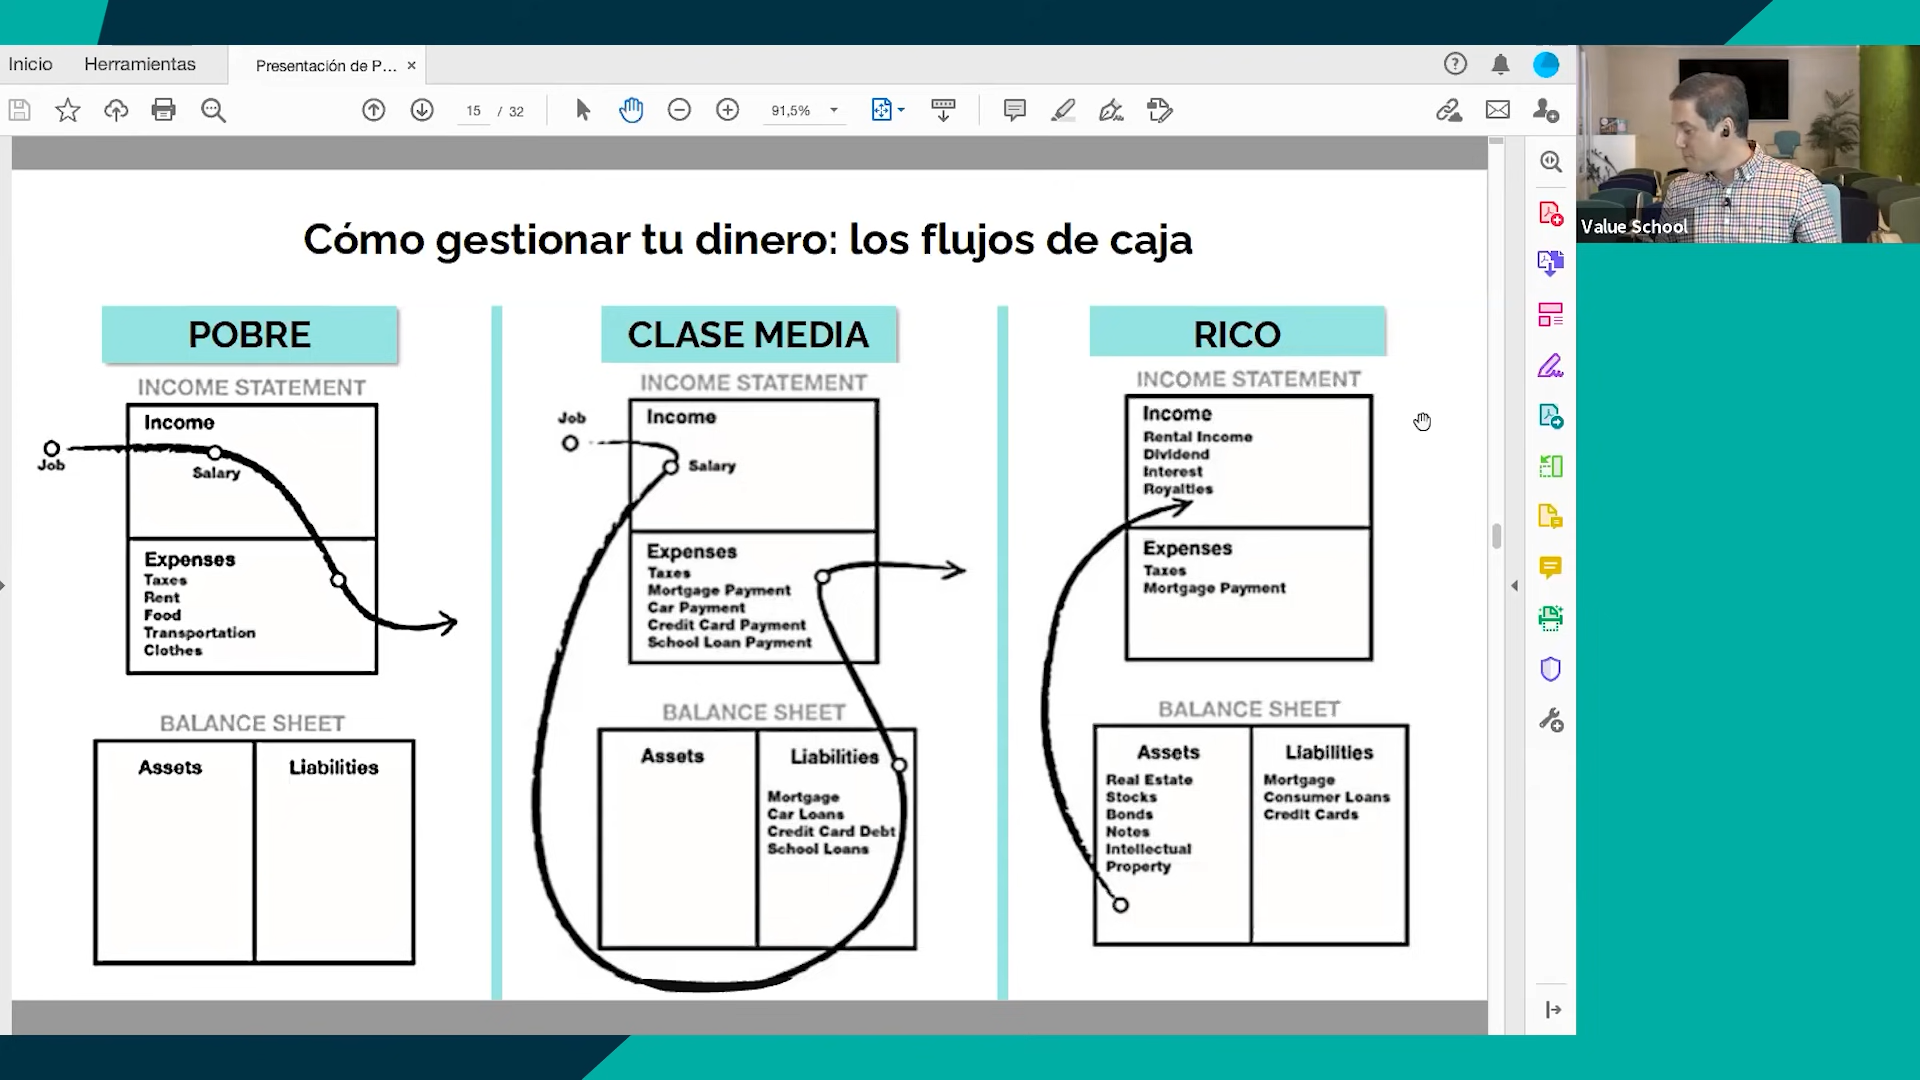 Inicio
Herramientas
Presentación de P...
15 / 32
91,5%
Value School
Cómo gestionar tu dinero: los flujos de caja
POBRE
INCOME STATEMENT
Income
Job
Salary
Expenses
Taxes
Rent
Food
Transportation
Clothes
BALANCE SHEET
Assets
Liabilities
CLASE MEDIA
INCOME STATEMENT
Job
Income
Salary
Expenses
Taxes
Mortgage Payment
Car Payment
Credit Card Payment
School Loan Payment
BALANCE SHEET
Assets
Liabilities
Mortgage
Car Loans
Credit Card Debt
School Loans
RICO
INCOME STATEMENT
Income
Rental Income
Dividend
Interest
Royalties
Expenses
Taxes
Mortgage Payment
BALANCE SHEET
Assets
Real Estate
Stocks
Bonds
Notes
Intellectual
Property
Liabilities
Mortgage
Consumer Loans
Credit Cards